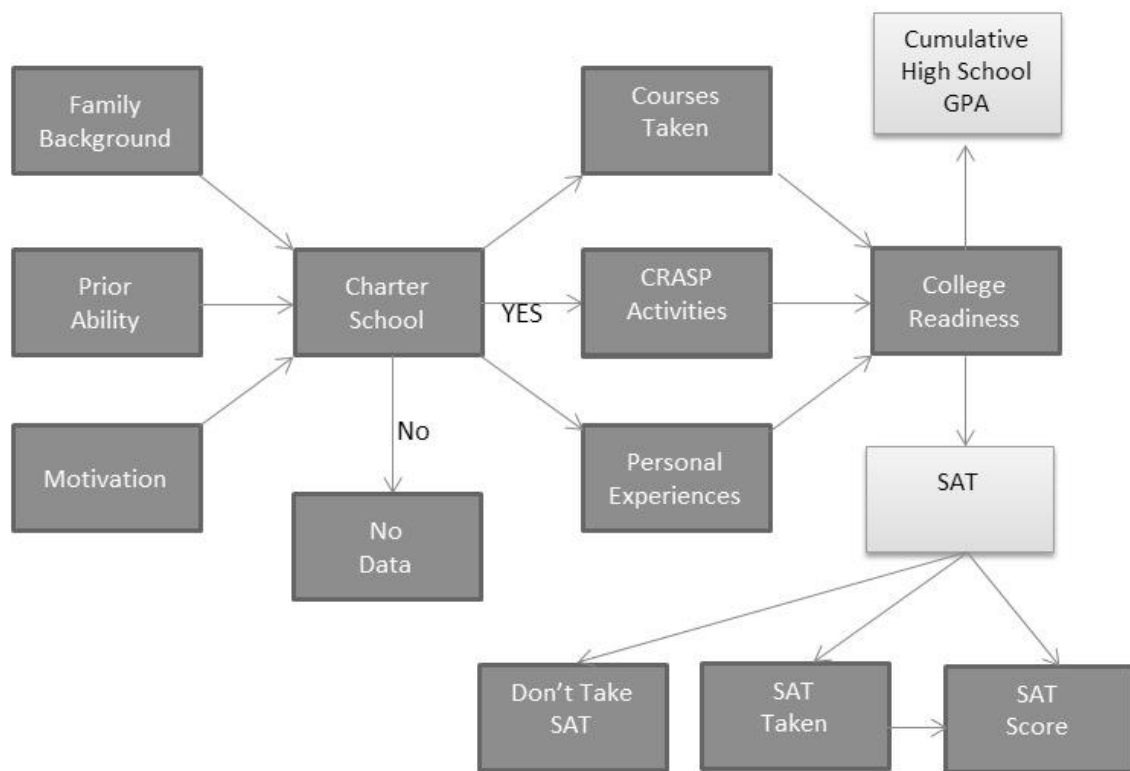 Cumulative
High School
GPA
Family
Background
Courses
Taken
Prior
Ability
Charter
School
YES
CRASP
Activities
College
Readiness
No
Motivation
Personal
Experiences
SAT
No
Data
Don't Take
SAT
SAT
Taken
SAT
Score